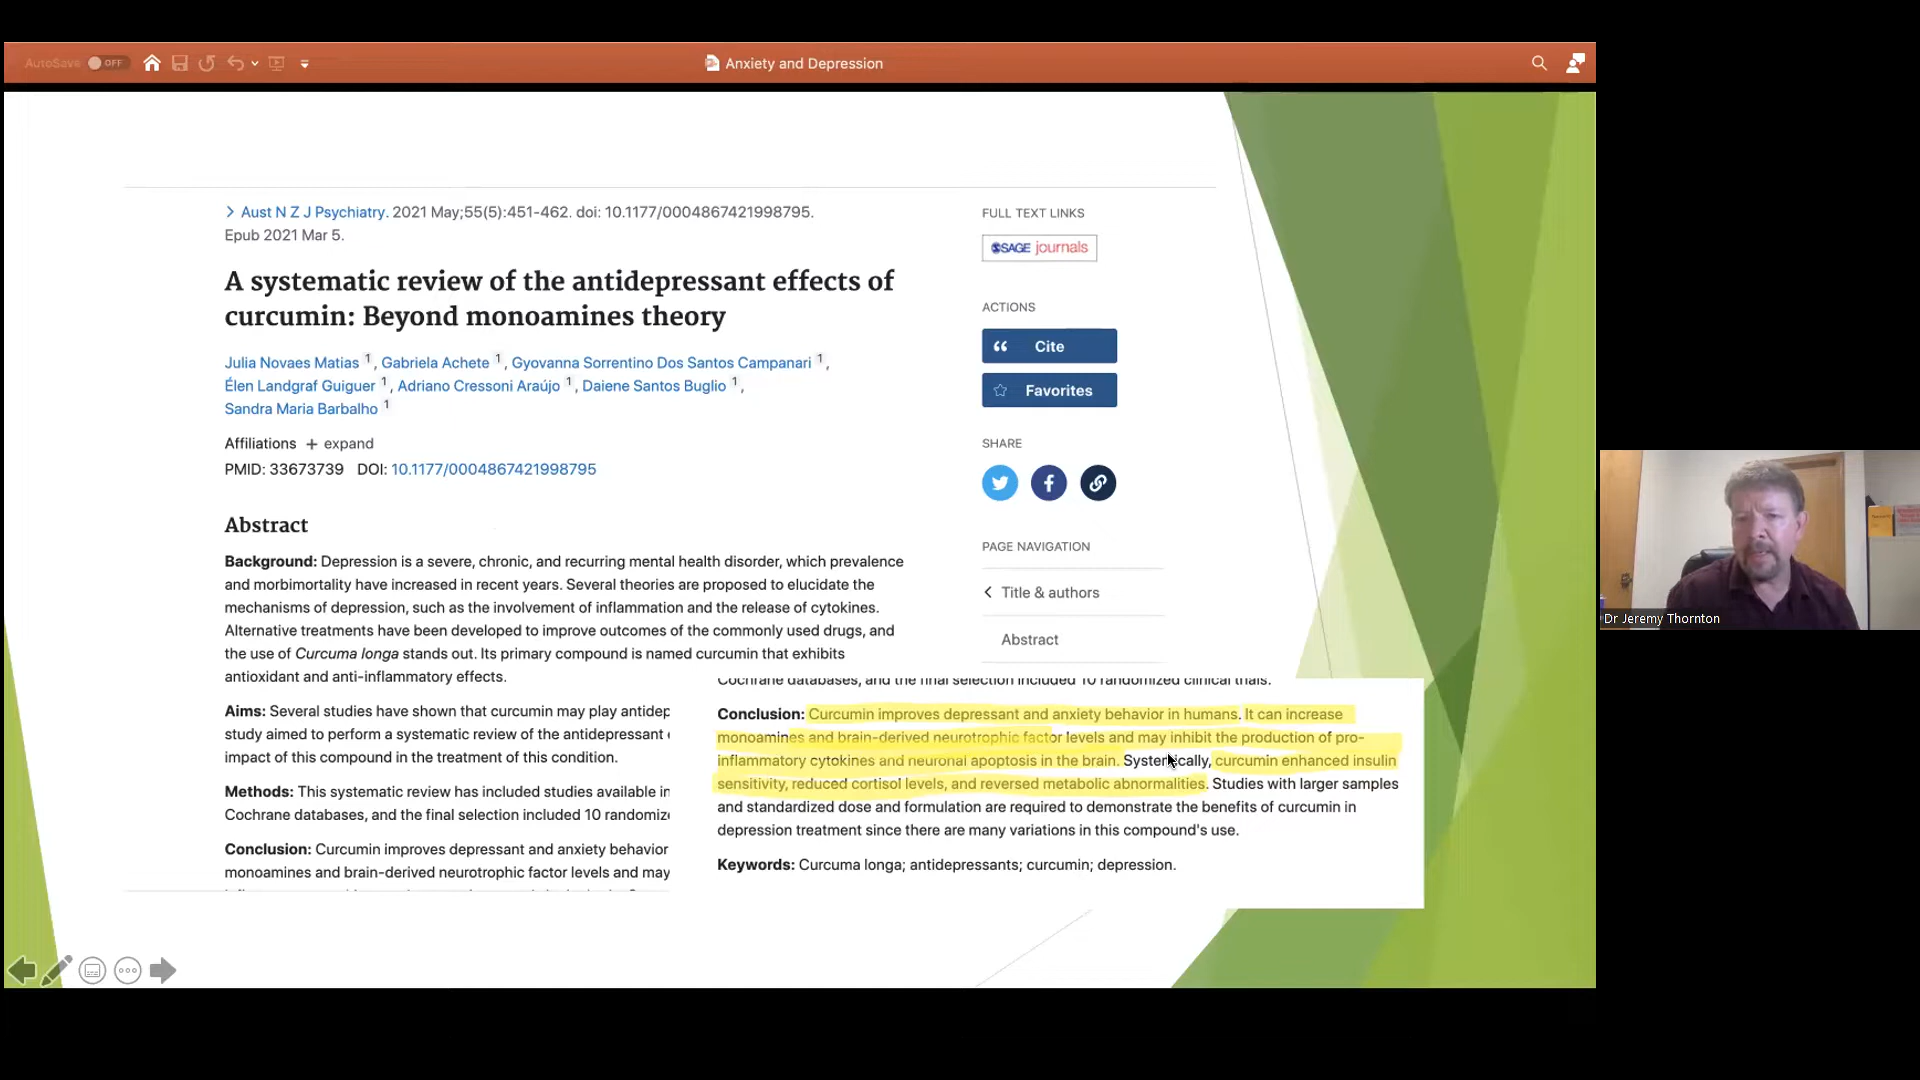 AutoSave OFF
Anxiety and Depression
Aust N Z J Psychiatry. 2021 May;55(5):451-462. doi: 10.1177/0004867421998795.
Epub 2021 Mar 5.
A systematic review of the antidepressant effects of
curcumin: Beyond monoamines theory
Julia Novaes Matias 1, Gabriela Achete 1, Gyovanna Sorrentino Dos Santos Campanari 1,
Élen Landgraf Guiguer 1, Adriano Cressoni Araújo 1, Daiene Santos Buglio 1,
Sandra Maria Barbalho 1
Affiliations + expand
PMID: 33673739 DOI: 10.1177/0004867421998795
Abstract
Background: Depression is a severe, chronic, and recurring mental health disorder, which prevalence
and morbimortality have increased in recent years. Several theories are proposed to elucidate the
mechanisms of depression, such as the involvement of inflammation and the release of cytokines.
Alternative treatments have been developed to improve outcomes of the commonly used drugs, and
the use of Curcuma longa stands out. Its primary compound is named curcumin that exhibits
antioxidant and anti-inflammatory effects.
Aims: Several studies have shown that curcumin may play antidep
study aimed to perform a systematic review of the antidepressant
impact of this compound in the treatment of this condition.
Methods: This systematic review has included studies available in
Cochrane databases, and the final selection included 10 randomiz
Conclusion: Curcumin improves depressant and anxiety behavior
monoamines and brain-derived neurotrophic factor levels and may
FULL TEXT LINKS
SAGE journals
ACTIONS
Cite
Favorites
SHARE
PAGE NAVIGATION
Title & authors
Abstract
Cochrane databases, and the final selection included 10 randomized clinical trials.
Conclusion: Curcumin improves depressant and anxiety behavior in humans. It can increase
monoamines and brain-derived neurotrophic factor levels and may inhibit the production of pro-
inflammatory cytokines and neuronal apoptosis in the brain. Systemically, curcumin enhanced insulin
sensitivity, reduced cortisol levels, and reversed metabolic abnormalities. Studies with larger samples
and standardized dose and formulation are required to demonstrate the benefits of curcumin in
depression treatment since there are many variations in this compound's use.
Keywords: Curcuma longa; antidepressants; curcumin; depression.
Dr Jeremy Thornton